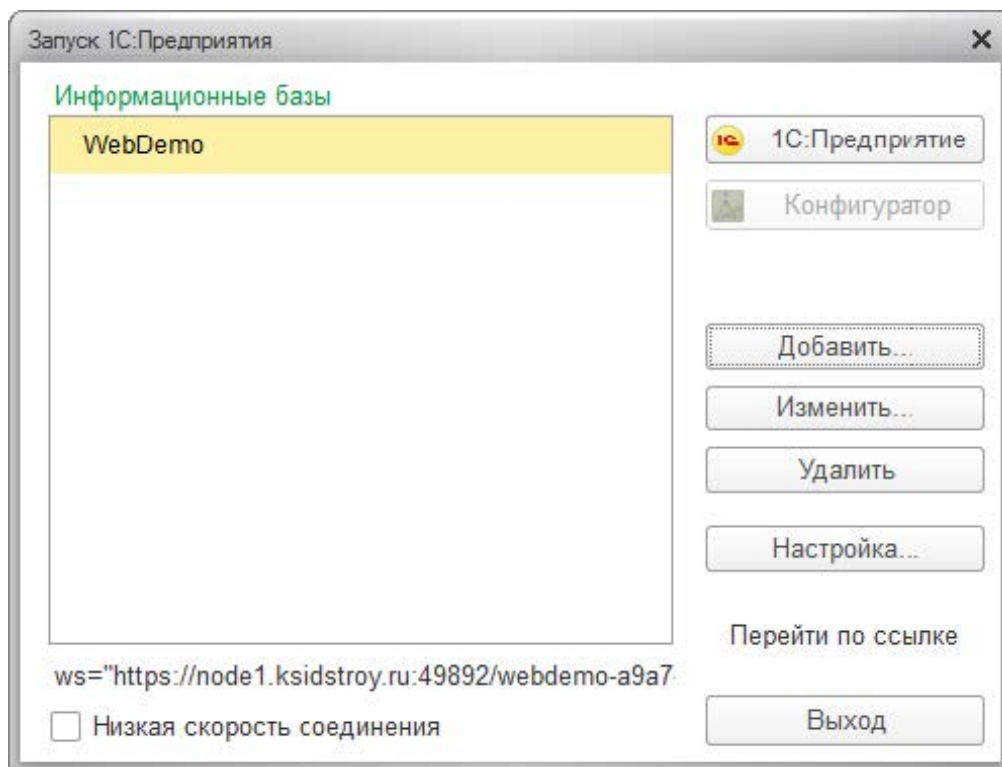 Запуск 1С:Предприятия
Информационные базы
WebDemo
1С:Предприятие
Конфигуратор
Добавить...
Изменить...
Удалить
Настройка...
Перейти по ссылке
ws="https://node1.ksidstroy.ru:49892/webdemo-a9a7
Низкая скорость соединения
Выход